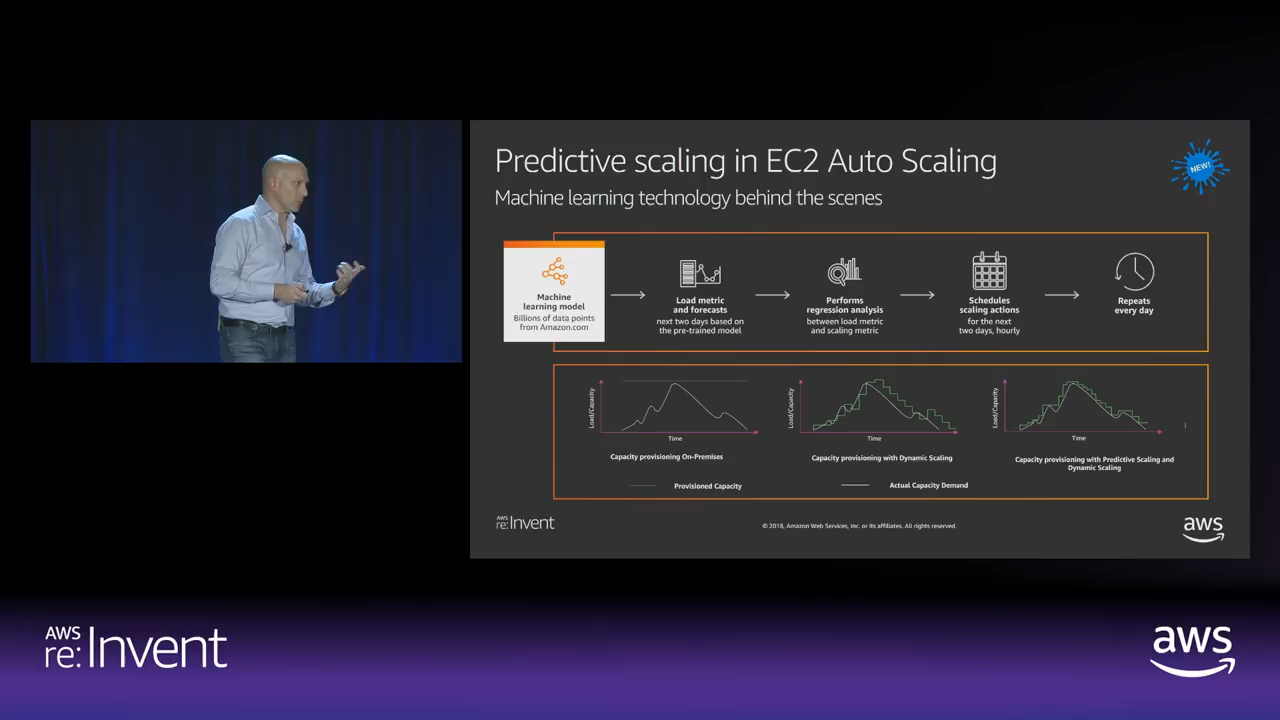 Predictive scaling in EC2 Auto Scaling
Machine learning technology behind the scenes
NEW!
Machine
learning model
Billions of data points
from Amazon.com
Load metric
and forecasts
next two days based on
the pre-trained model
Performs
regression analysis
between load metric
and scaling metric
Schedules
scaling actions
for the next
two days, hourly
Repeats
every day
Load/Capacity
Time
Capacity provisioning On-Premises
Load/Capacity
Time
Capacity provisioning with Dynamic Scaling
Load/Capacity
Time
Capacity provisioning with Predictive Scaling and
Dynamic Scaling
Provisioned Capacity
Actual Capacity Demand
AWS
re:Invent
© 2018, Amazon Web Services, Inc. or its affiliates. All rights reserved.
aws
AWS
re:Invent
aws